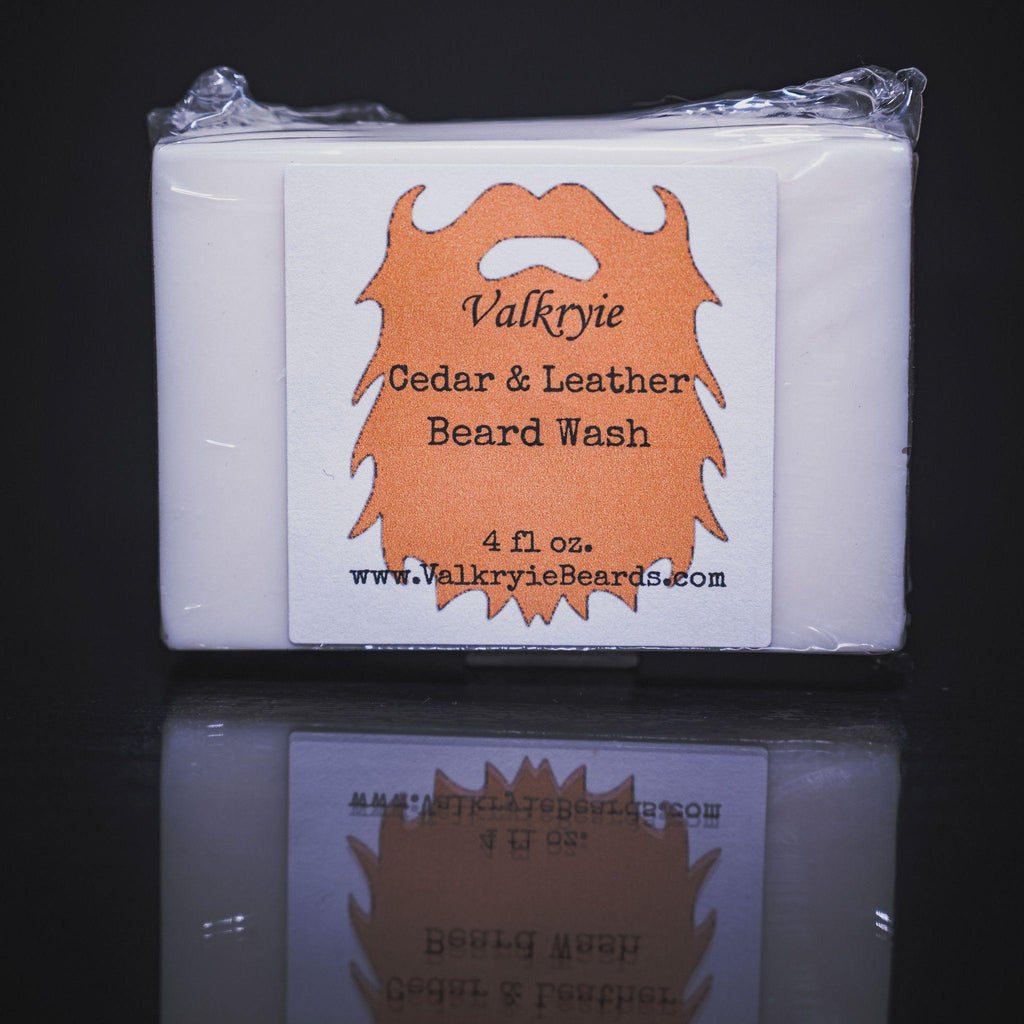 Valkryie
Cedar & Leather
Beard Wash
4 fl oz.
www.ValkryieBeards.com